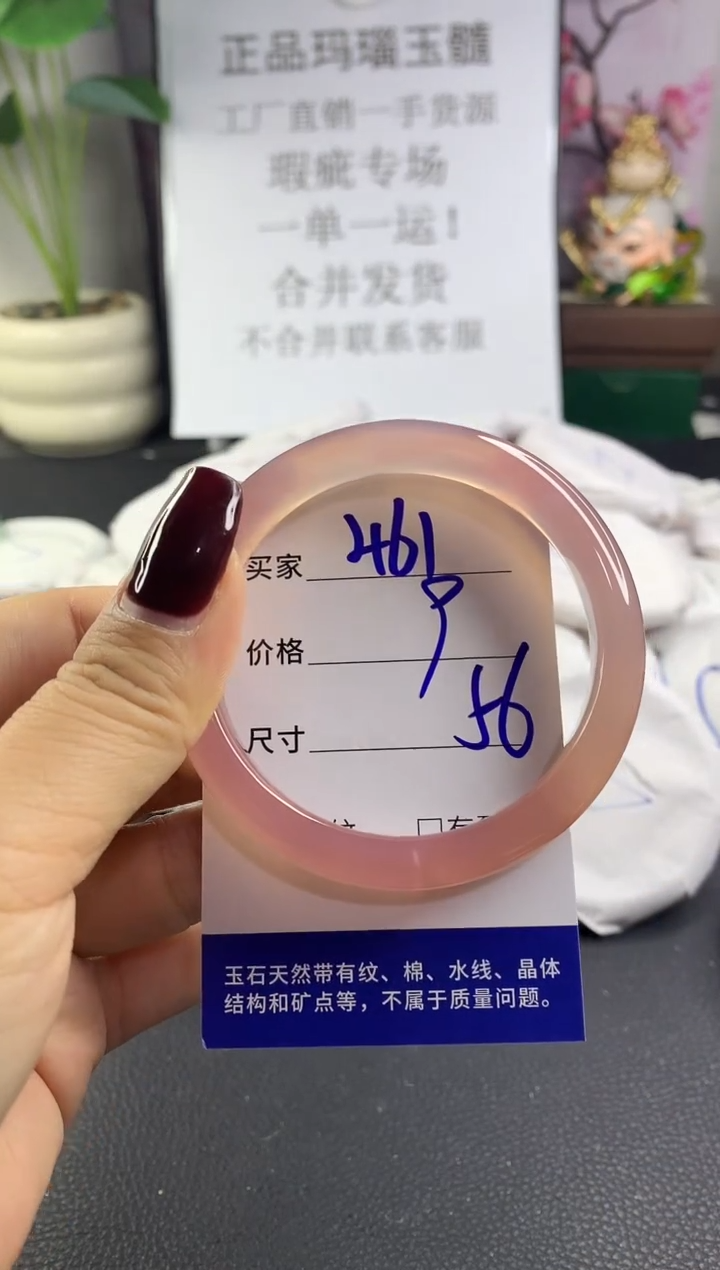 正品玛瑙玉髓
工厂直销一手货源
瑕疵专场
一单一运！
合并发货
不合并联系客服
买家 461
价格
尺寸 56
纹 □有
玉石天然带有纹、棉、水线、晶体
结构和矿点等，不属于质量问题。